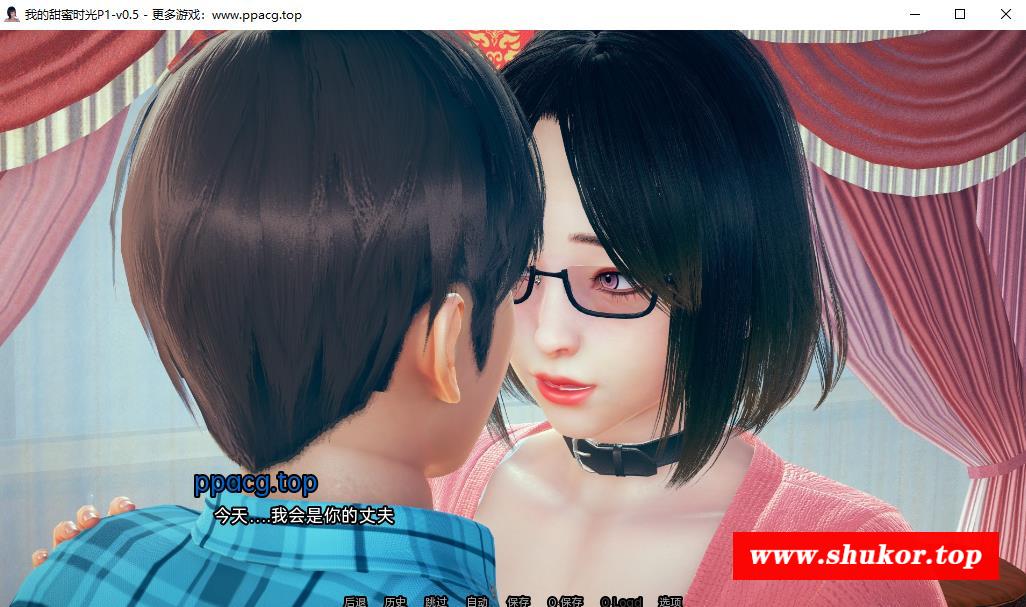 我的甜蜜时光P1-v0.5 - 更多游戏：www.ppacg.top
ppacg.top
今天....我会是你的丈夫
www.shukor.top
后退 历史 跳过 自动 保存 Q.保存 Q.Load 选项